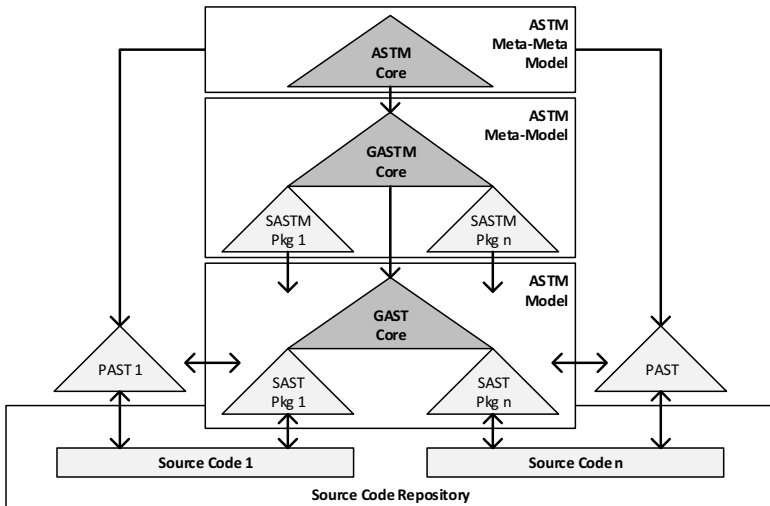 ASTM
Meta-Meta
Model
ASTM
Core
ASTM
Meta-Model
GASTM
Core
SASTM
Pkg 1
SASTM
Pkg n
ASTM
Model
GAST
Core
PAST 1
SAST
Pkg 1
SAST
Pkg n
PAST
Source Code 1
Source Code n
Source Code Repository